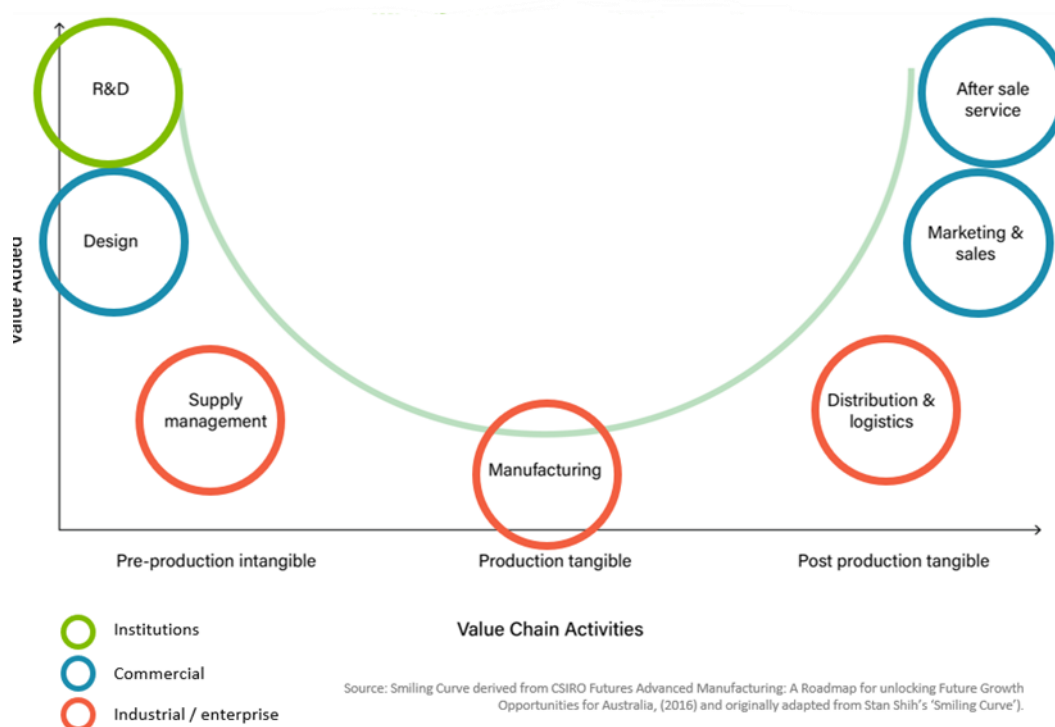 R&D
After sale
service
Design
Marketing &
sales
Value Added
Supply
management
Distribution &
logistics
Manufacturing
Pre-production intangible
Production tangible
Post production tangible
Value Chain Activities
Institutions
Commercial
Industrial / enterprise
Source: Smiling Curve derived from CSIRO Futures Advanced Manufacturing: A Roadmap for unlocking Future Growth
Opportunities for Australia, (2016) and originally adapted from Stan Shih's 'Smiling Curve').